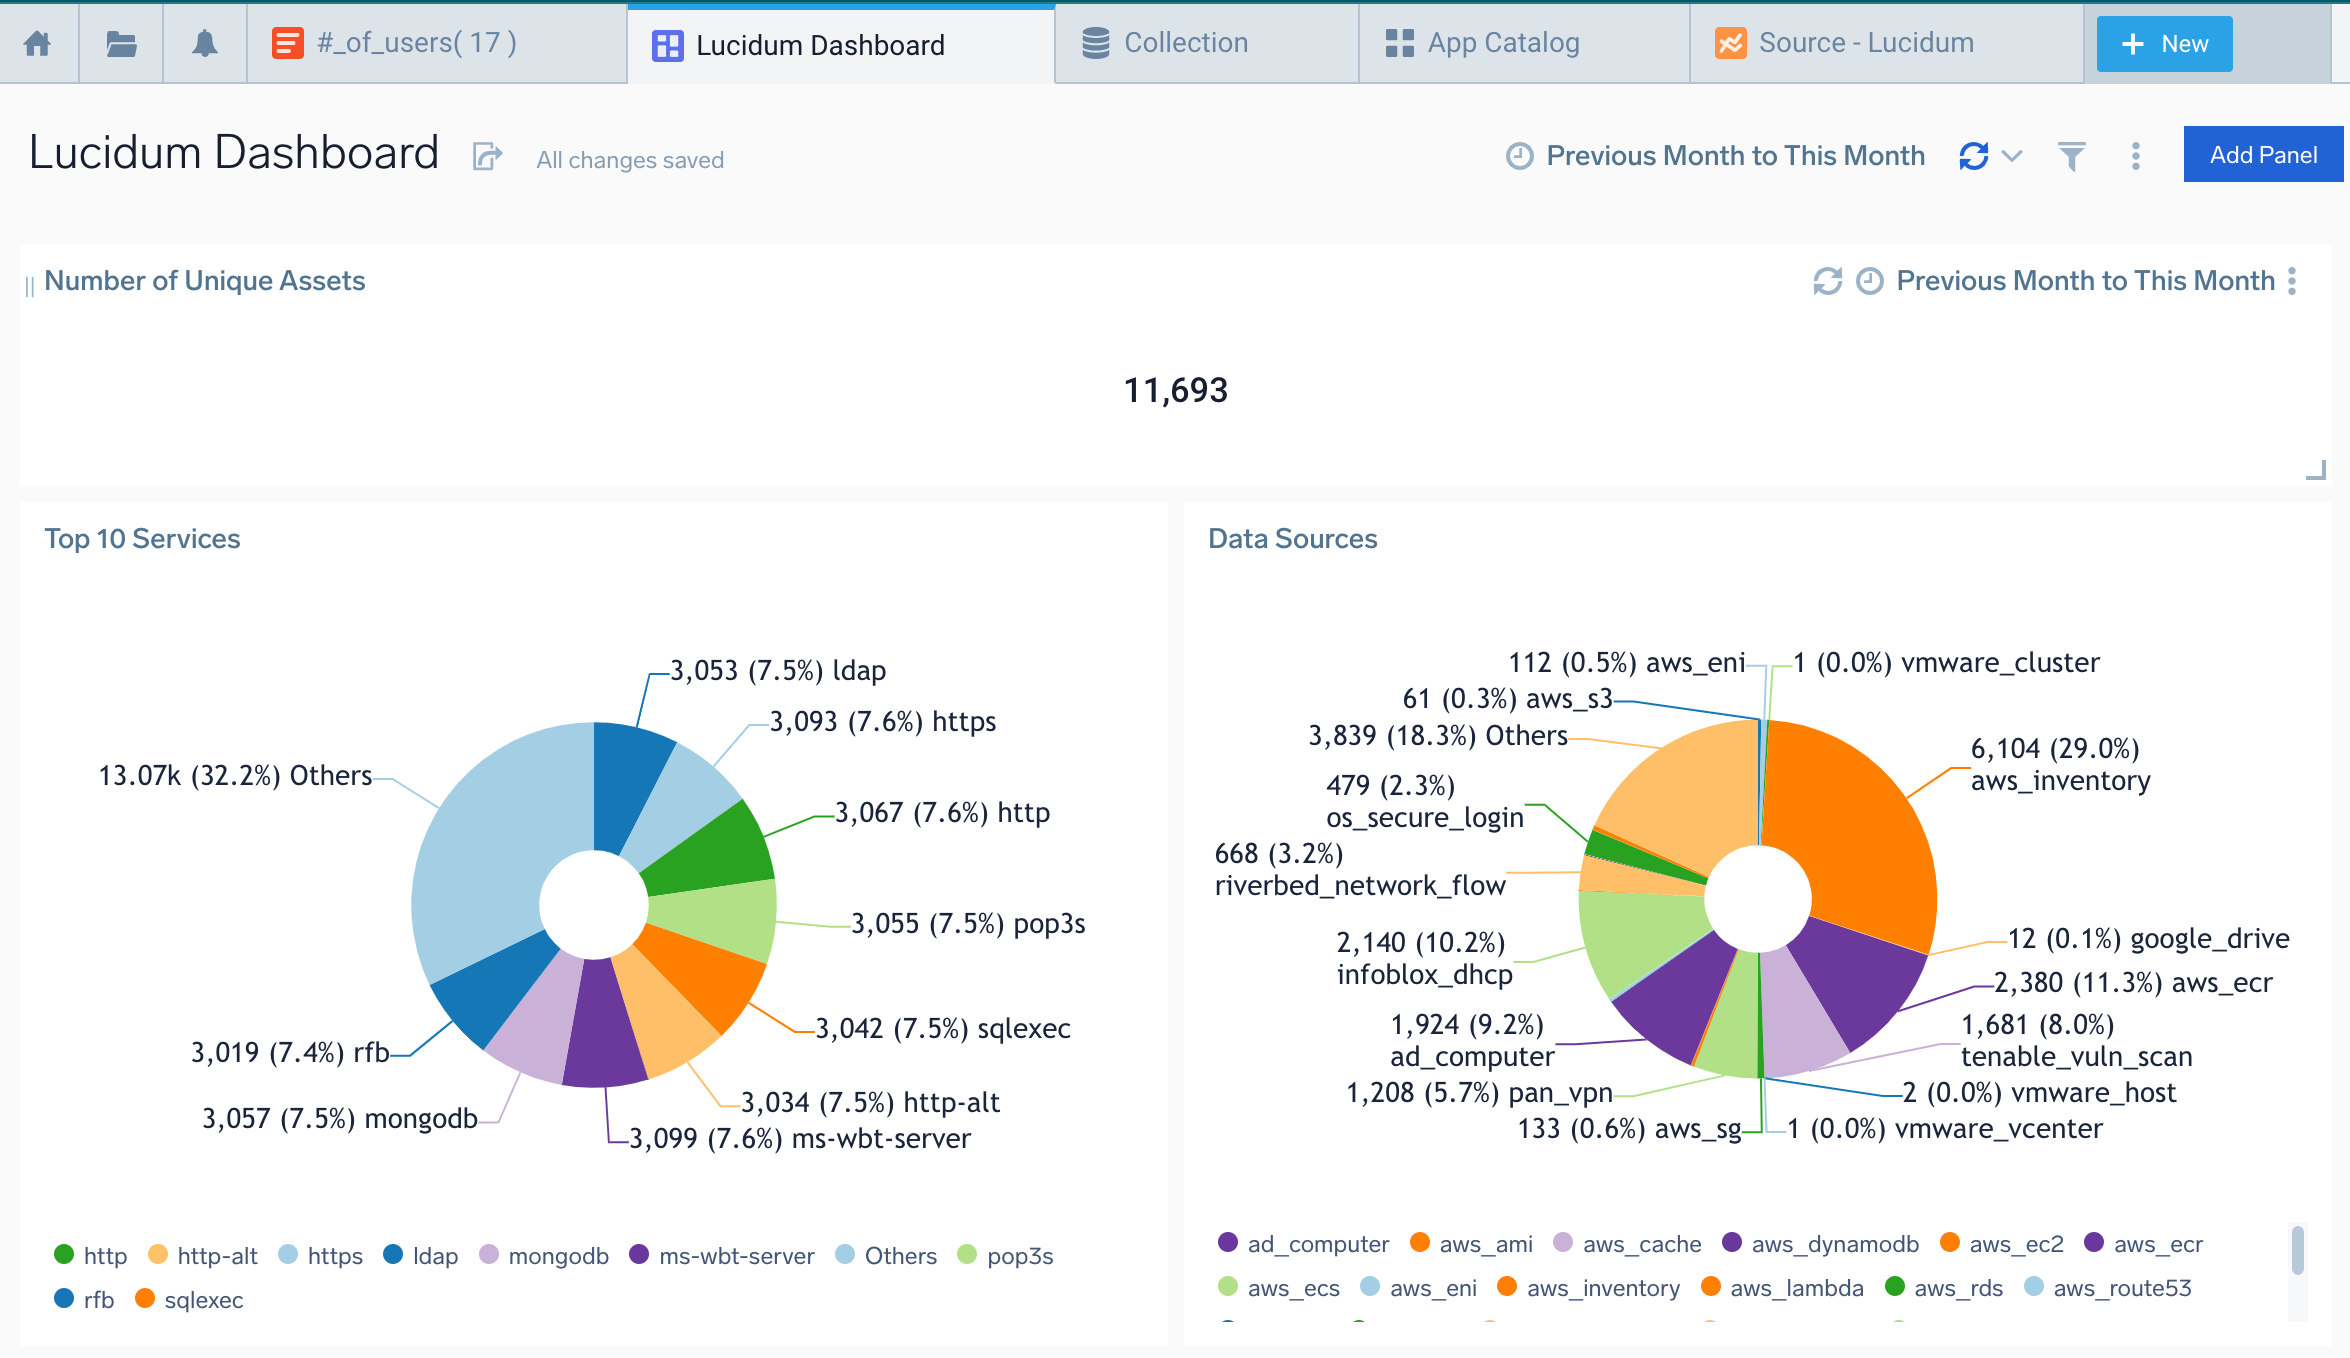 #_of_users( 17 )
Lucidum Dashboard
Collection
App Catalog
Source - Lucidum
+ New
Lucidum Dashboard
All changes saved
Previous Month to This Month
Add Panel
Number of Unique Assets
Previous Month to This Month
11,693
Top 10 Services
3,053 (7.5%) ldap
3,093 (7.6%) https
13.07k (32.2%) Others
3,067 (7.6%) http
3,055 (7.5%) pop3s
3,042 (7.5%) sqlexec
3,019 (7.4%) rfb
3,034 (7.5%) http-alt
3,057 (7.5%) mongodb
3,099 (7.6%) ms-wbt-server
http
http-alt
https
ldap
mongodb
ms-wbt-server
Others
pop3s
rfb
sqlexec
Data Sources
112 (0.5%) aws_eni
1 (0.0%) vmware_cluster
61 (0.3%) aws_s3
3,839 (18.3%) Others
6,104 (29.0%)
aws_inventory
479 (2.3%)
os_secure_login
668 (3.2%)
riverbed_network_flow
12 (0.1%) google_drive
2,140 (10.2%)
infoblox_dhcp
2,380 (11.3%) aws_ecr
1,924 (9.2%)
ad_computer
1,681 (8.0%)
tenable_vuln_scan
1,208 (5.7%) pan_vpn
2 (0.0%) vmware_host
133 (0.6%) aws_sg
1 (0.0%) vmware_vcenter
ad_computer
aws_ami
aws_cache
aws_dynamodb
aws_ec2
aws_ecr
aws_ecs
aws_eni
aws_inventory
aws_lambda
aws_rds
aws_route53